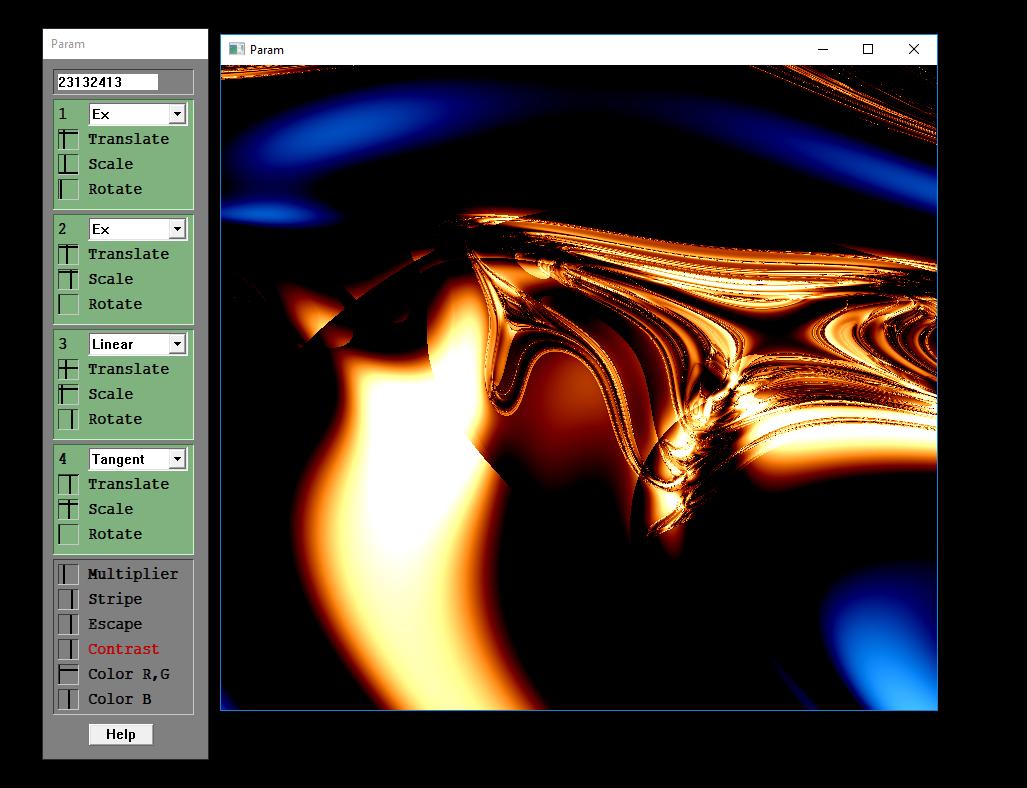 Param
23132413
1 Ex
Translate
Scale
Rotate
2 Ex
Translate
Scale
Rotate
3 Linear
Translate
Scale
Rotate
4 Tangent
Translate
Scale
Rotate
Multiplier
Stripe
Escape
Contrast
Color R,G
Color B
Help
Param